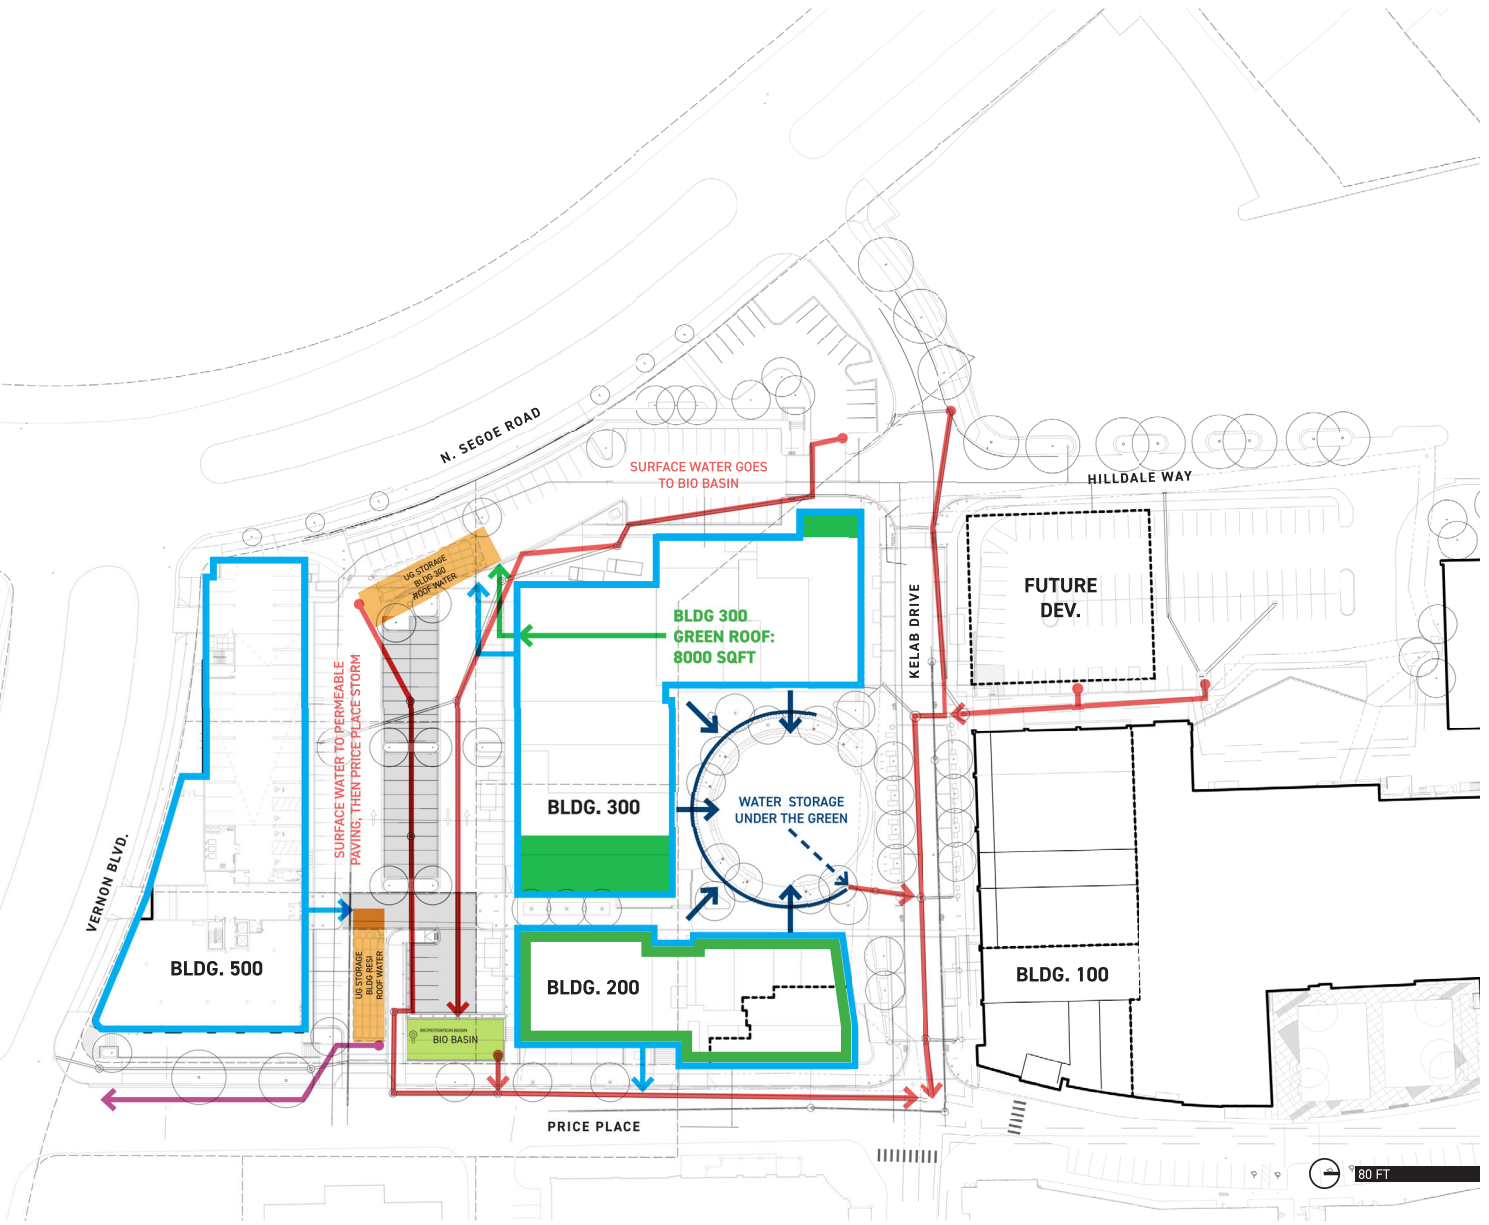 N. SEGOE ROAD
SURFACE WATER GOES
TO BIO BASIN
HILLDALE WAY
UG STORAGE
BLDG 300
ROOF WATER
FUTURE
DEV.
KELAB DRIVE
BLDG 300
GREEN ROOF:
8000 SQFT
SURFACE WATER TO PERMEABLE
PAVING, THEN PRICE PLACE STORM
BLDG. 300
WATER STORAGE
UNDER THE GREEN
VERNON BLVD.
BLDG. 500
UG STORAGE
BLDG RESI
ROOF WATER
BLDG. 200
BLDG. 100
BIORETENTION BASIN
BIO BASIN
PRICE PLACE
80 FT